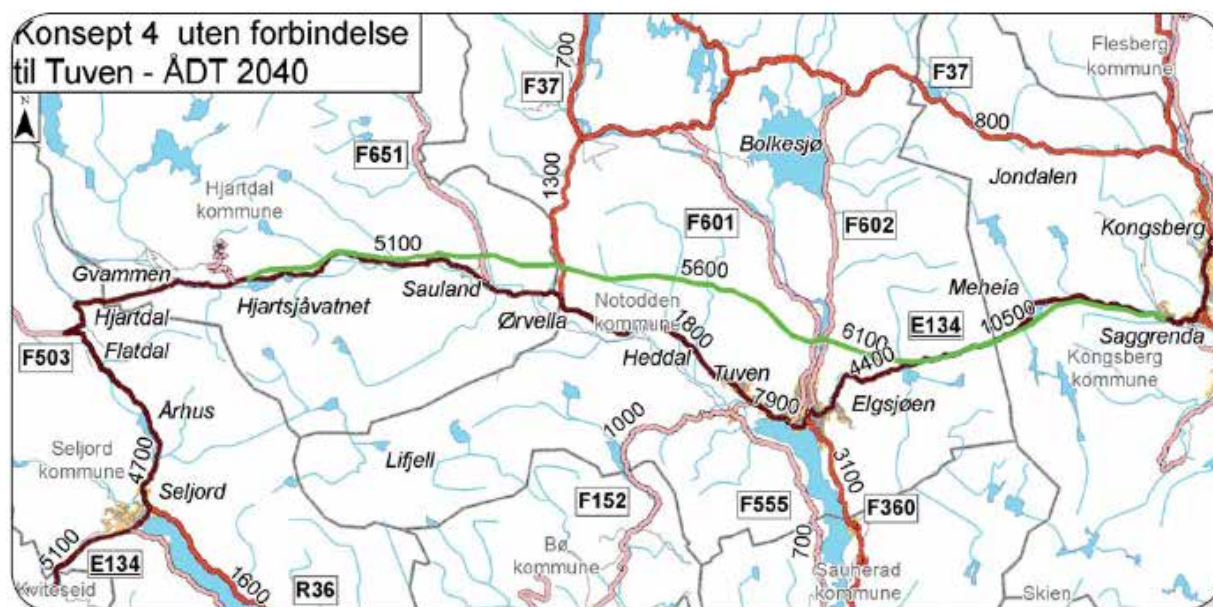 Konsept 4 uten forbindelse
til Tuven - ÅDT 2040
700
F37
F37
Flesberg
kommune
800
F651
1300
Bolkesjø
Jondalen
Hjartdal
kommune
F601
F602
Kongsberg
5100
Gvammen
5600
Meheia
Hjartsjåvatnet
Sauland
Notodden
kommune
Hjartdal
Ørvella
1800
6100
E134
10500
Saggrenda
F503
Flatdal
Heddal
4400
Kongsberg
kommune
Tuven
7900
Elgsjøen
Århus
1000
Seljord
kommune
4700
Lifjell
3100
Seljord
F152
F555
F360
5100
E134
Bø
kommune
700
Kviteseid
1600
R36
Sauherad
kommune
Skien